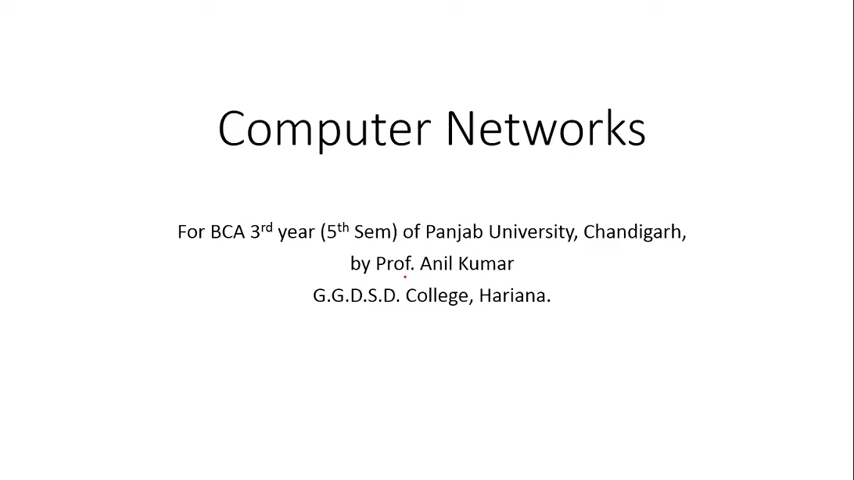 Computer Networks
For BCA 3rd year (5th Sem) of Panjab University, Chandigarh,
by Prof. Anil Kumar
G.G.D.S.D. College, Hariana.